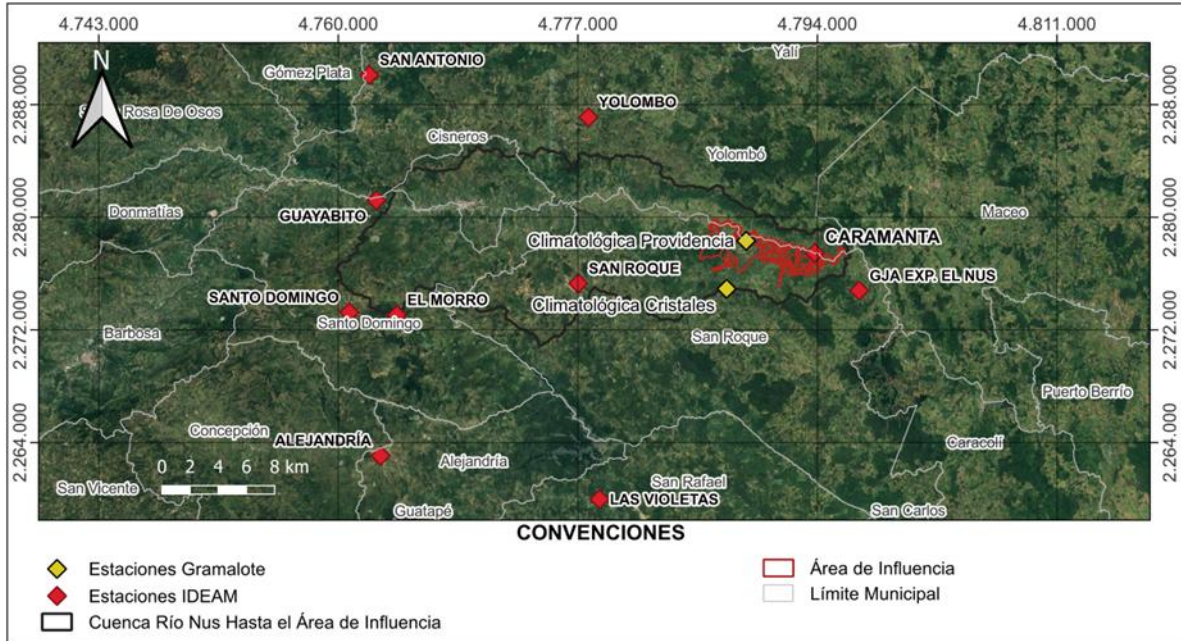 4.743.000 4.760.000 4.777.000 4.794.000 4.811.000
Yalí
N
SAN ANTONIO
Gómez Plata
2.288.000 2.288.000
YOLOMBO
Rosa De Osos
Cisneros
Yolombó
GUAYABITO
Donmatías
Maceo
2.280.000 2.280.000
Climatológica Providencia
CARAMANTA
SAN ROQUE
GJA EXP. EL NUS
SANTO DOMINGO
EL MORRO
Climatológica Cristales
Santo Domingo
Barbosa
San Roque
2.272.000 2.272.000
Puerto Berrío
Concepción
ALEJANDRÍA
Caracolí
2.264.000 2.264.000
Alejandría
0 2 4 6 8 km
San Vicente
San Rafael
LAS VIOLETAS
Guatapé
San Carlos
CONVENCIONES
Estaciones Gramalote
Área de Influencia
Estaciones IDEAM
Límite Municipal
Cuenca Río Nus Hasta el Área de Influencia